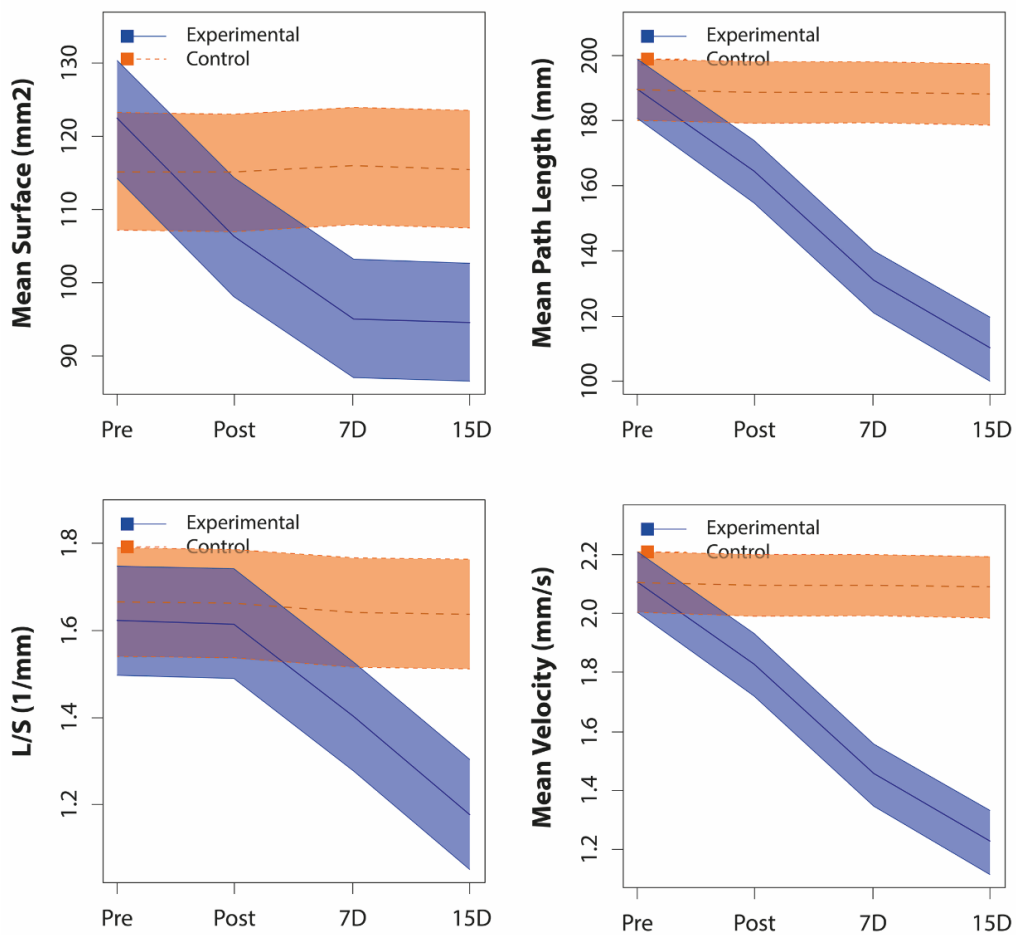 Mean Surface (mm2)
130
120
110
100
90
Experimental
Control
Pre Post 7D 15D
Mean Path Length (mm)
200
180
160
140
120
100
Experimental
Control
Pre Post 7D 15D
L/S (1/mm)
1.8
1.6
1.4
1.2
Experimental
Control
Pre Post 7D 15D
Mean Velocity (mm/s)
2.2
2.0
1.8
1.6
1.4
1.2
Experimental
Control
Pre Post 7D 15D